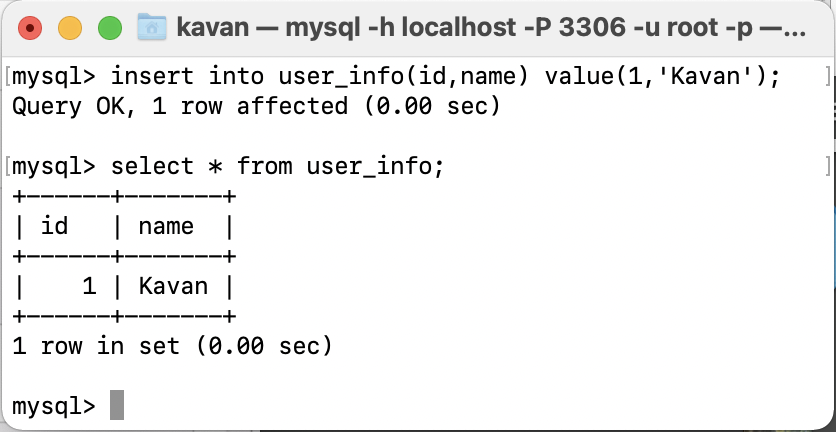 kavan — mysql -h localhost -P 3306 -u root -p —...
[mysql> insert into user_info(id,name) value(1,'Kavan'); ]
Query OK, 1 row affected (0.00 sec)
[mysql> select * from user_info; ]
+------+-------+
| id   | name  |
+------+-------+
|    1 | Kavan |
+------+-------+
1 row in set (0.00 sec)
mysql>